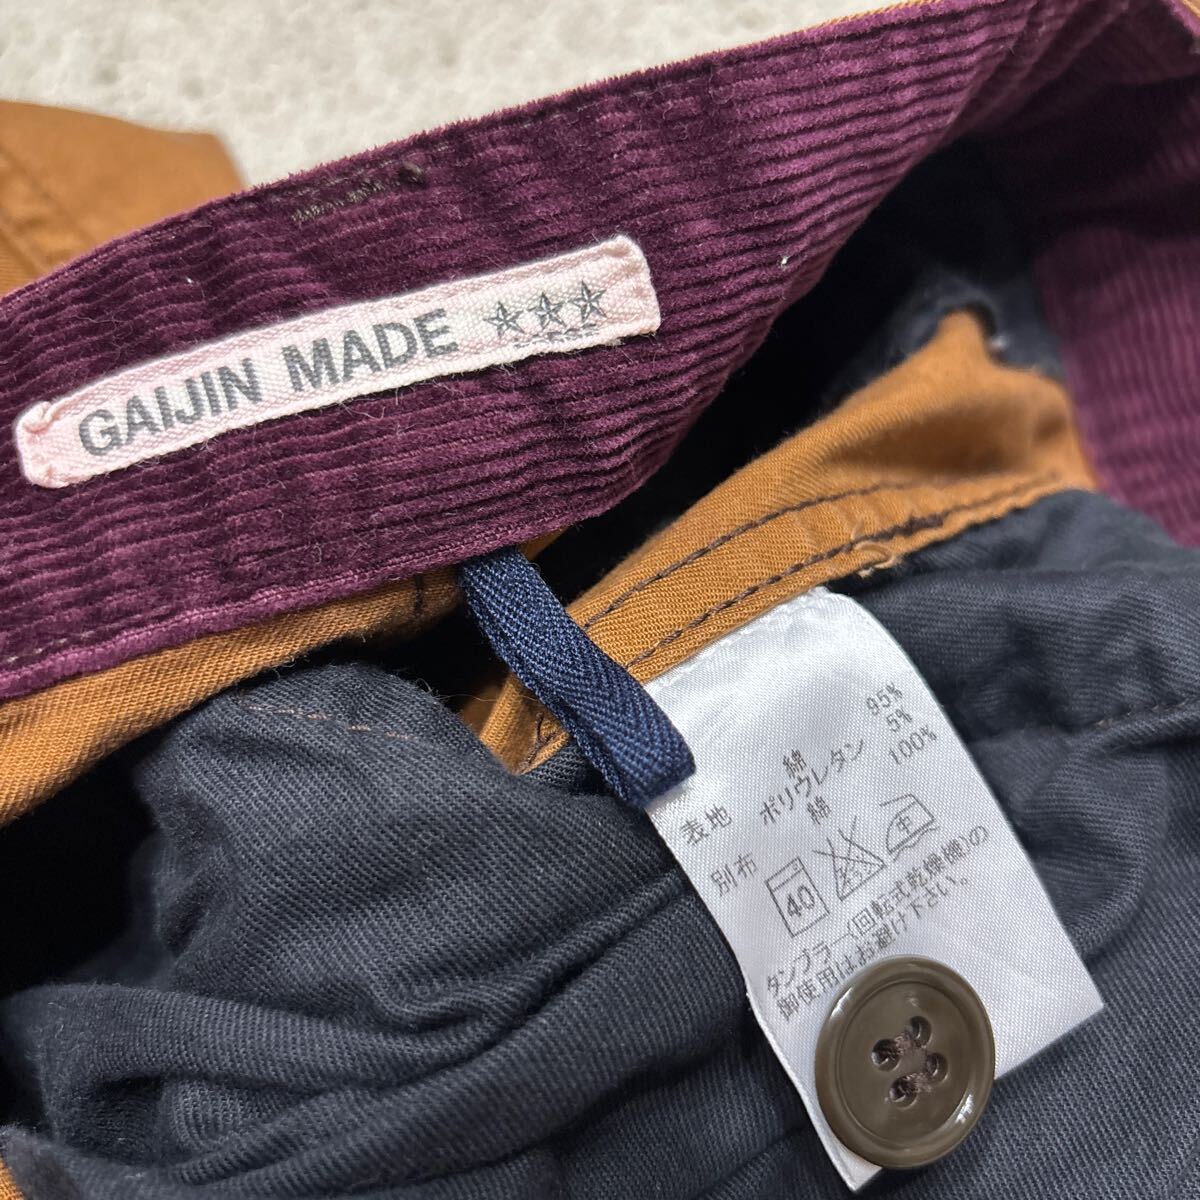 GAIJIN MADE ☆☆☆
表地 綿 95%
ポリウレタン 5%
別布 綿 100%
40
中
タンブラー(回転式乾燥機)の
御使用はお避け下さい。